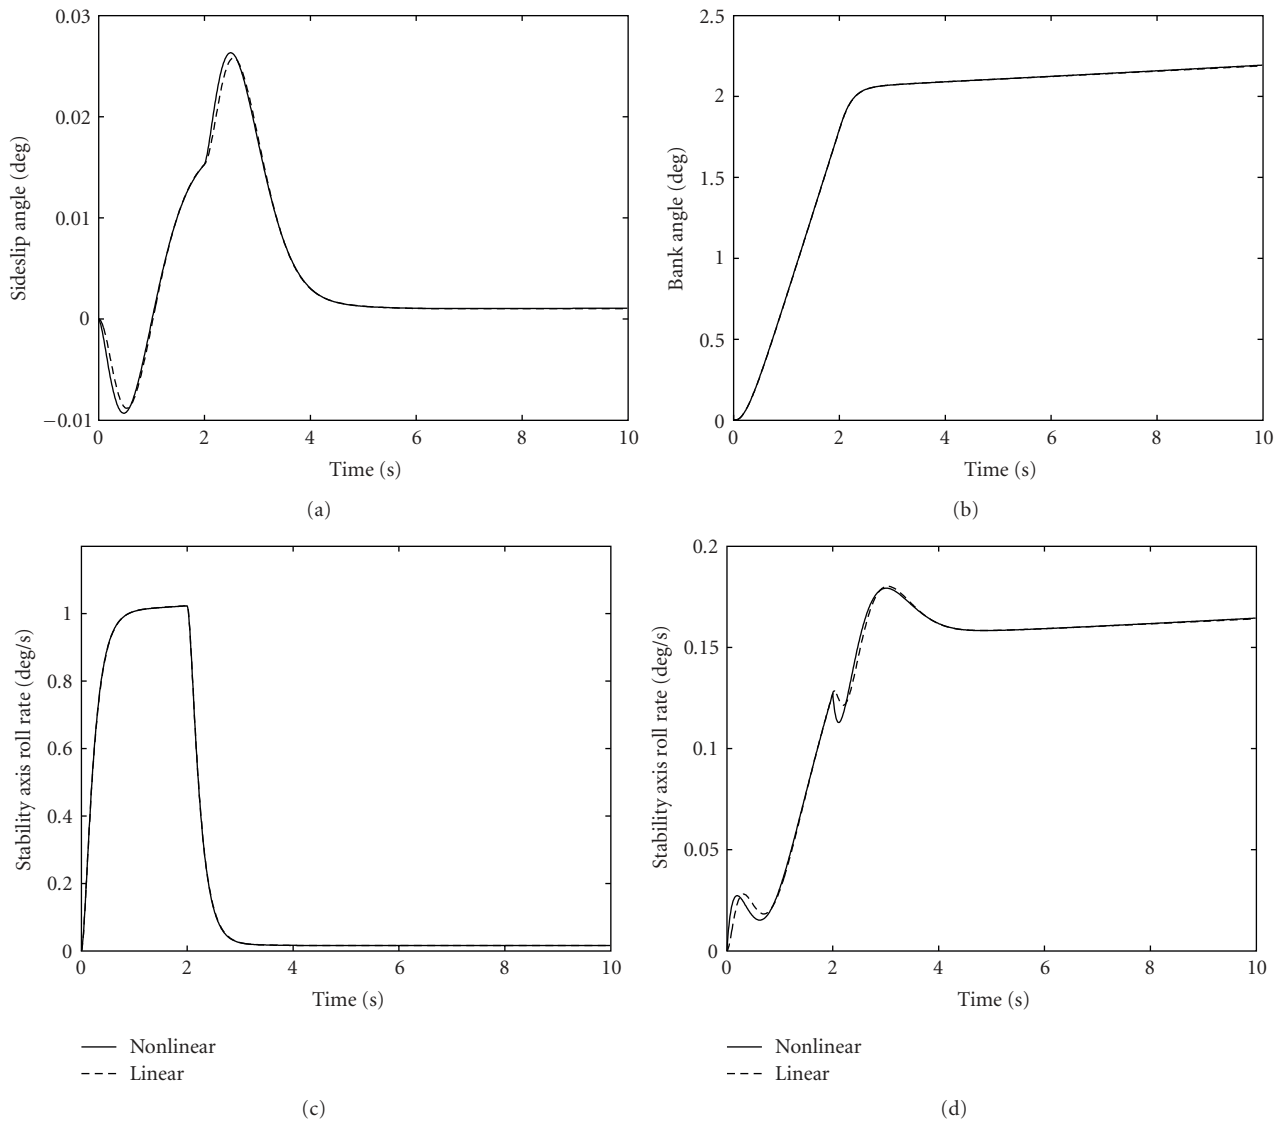 0.03
0.02
0.01
0
−0.01
Sideslip angle (deg)
0 2 4 6 8 10
Time (s)
(a)
2.5
2
1.5
1
0.5
0
Bank angle (deg)
0 2 4 6 8 10
Time (s)
(b)
1
0.8
0.6
0.4
0.2
0
Stability axis roll rate (deg/s)
0 2 4 6 8 10
Time (s)
Nonlinear
Linear
(c)
0.2
0.15
0.1
0.05
0
Stability axis roll rate (deg/s)
0 2 4 6 8 10
Time (s)
Nonlinear
Linear
(d)